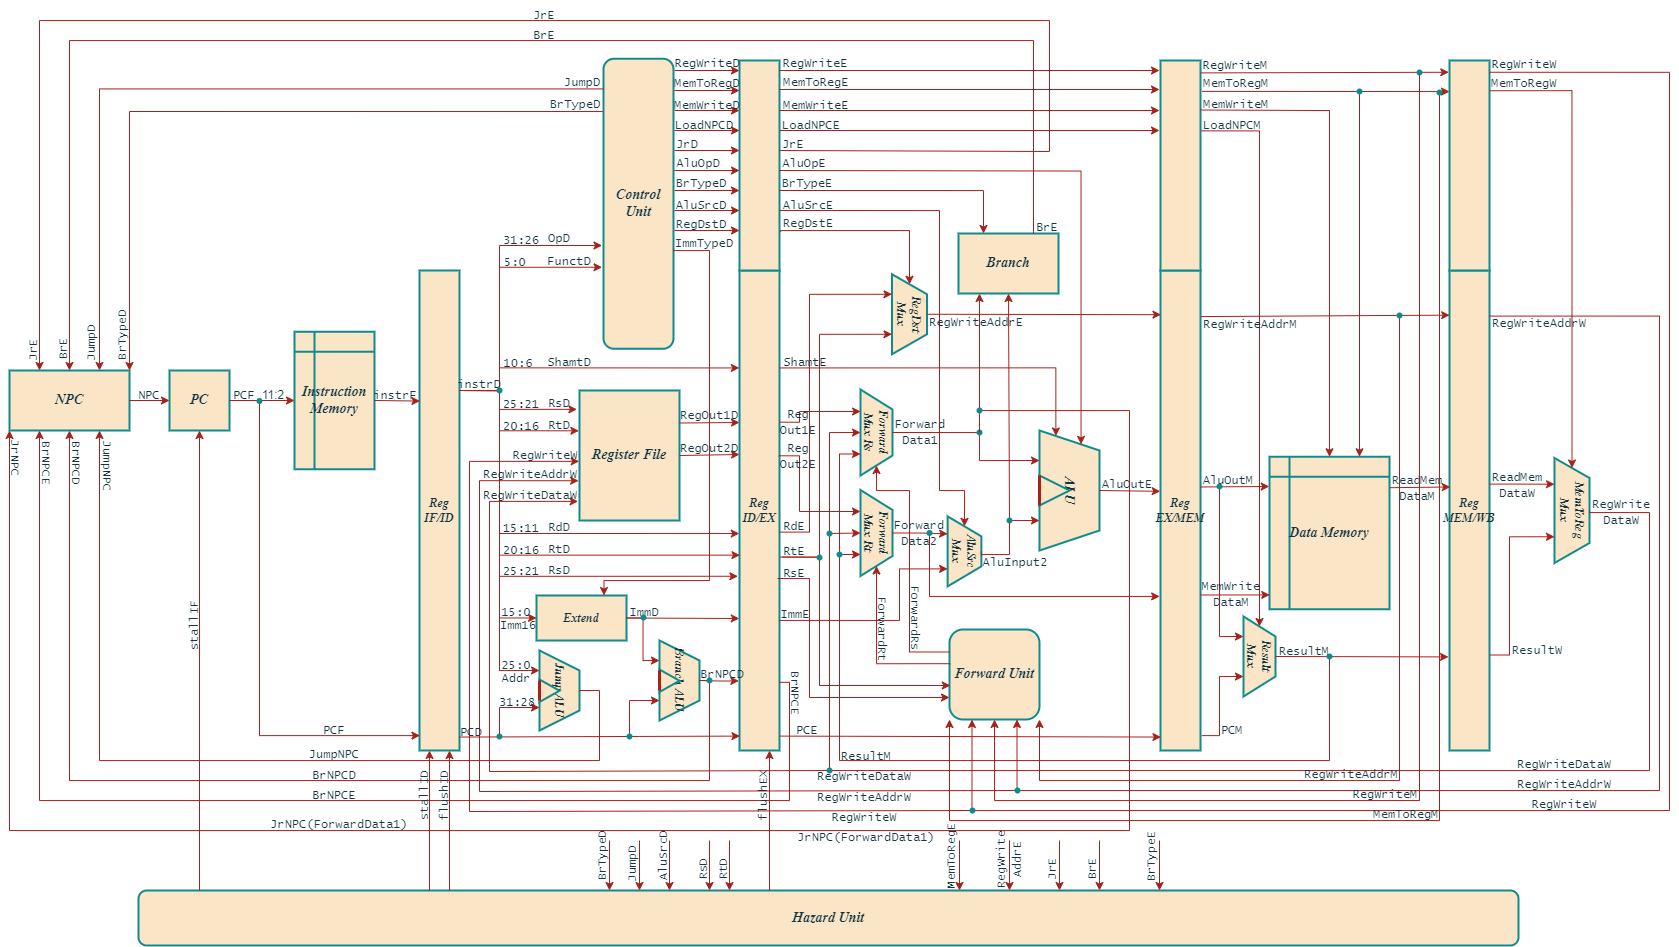 JrE
BrE
JumpD
BrTypeD
RegWriteD
MemToRegD
MemWriteD
LoadNPCD
JrD
AluOpD
BrTypeD
AluSrcD
RegDstD
ImmTypeD
Control
Unit
RegWriteE
MemToRegE
MemWriteE
LoadNPCE
JrE
AluOpE
BrTypeE
AluSrcE
RegDstE
RegWriteM
MemToRegM
MemWriteM
LoadNPCM
RegWriteW
MemToRegW
31:26 OpD
5:0 FunctD
BrE
Branch
RegDst
Mux
RegWriteAddrE
RegWriteAddrM
RegWriteAddrW
JrE
BrE
JumpD
BrTypeD
NPC
NPC
PC
PCF
11:2
Instruction
Memory
instrF
instrD
10:6 ShamtD
ShamtE
25:21 RsD
20:16 RtD
RegWriteW
RegWriteAddrW
RegWriteDataW
Register File
RegOut1D
RegOut2D
Reg
Out1E
Reg
Out2E
Forward
Mux Rs
Forward
Data1
Forward
Mux Rt
Forward
Data2
AluSrc
Mux
AluInput2
ALU
AluOutE
AluOutM
Reg
IF/ID
Reg
ID/EX
Reg
EX/MEM
Reg
MEM/WB
Data Memory
ReadMem
DataM
ReadMem
DataW
MemToReg
Mux
RegWrite
DataW
JrNPC
BrNPCE
BrNPCD
JumpNPC
15:11 RdD
20:16 RtD
25:21 RsD
RdE
RtE
RsE
15:0
Imm16
Extend
ImmD
ImmE
MemWrite
DataM
ForwardRt
ForwardRs
Forward Unit
Result
Mux
ResultM
ResultW
25:0
Addr
31:28
Jump ALU
Branch ALU
BrNPCD
BrNPCE
stallIF
PCF
PCD
PCE
PCM
JumpNPC
BrNPCD
BrNPCE
JrNPC(ForwardData1)
stallID
flushID
flushEX
ResultM
RegWriteDataW
RegWriteAddrW
RegWriteW
JrNPC(ForwardData1)
RegWriteDataW
RegWriteAddrM
RegWriteAddrW
RegWriteM
RegWriteW
MemToRegM
BrTypeD
JumpD
AluSrcD
RsD
RtD
MemToRegE
RegWrite
AddrE
JrE
BrE
BrTypeE
Hazard Unit